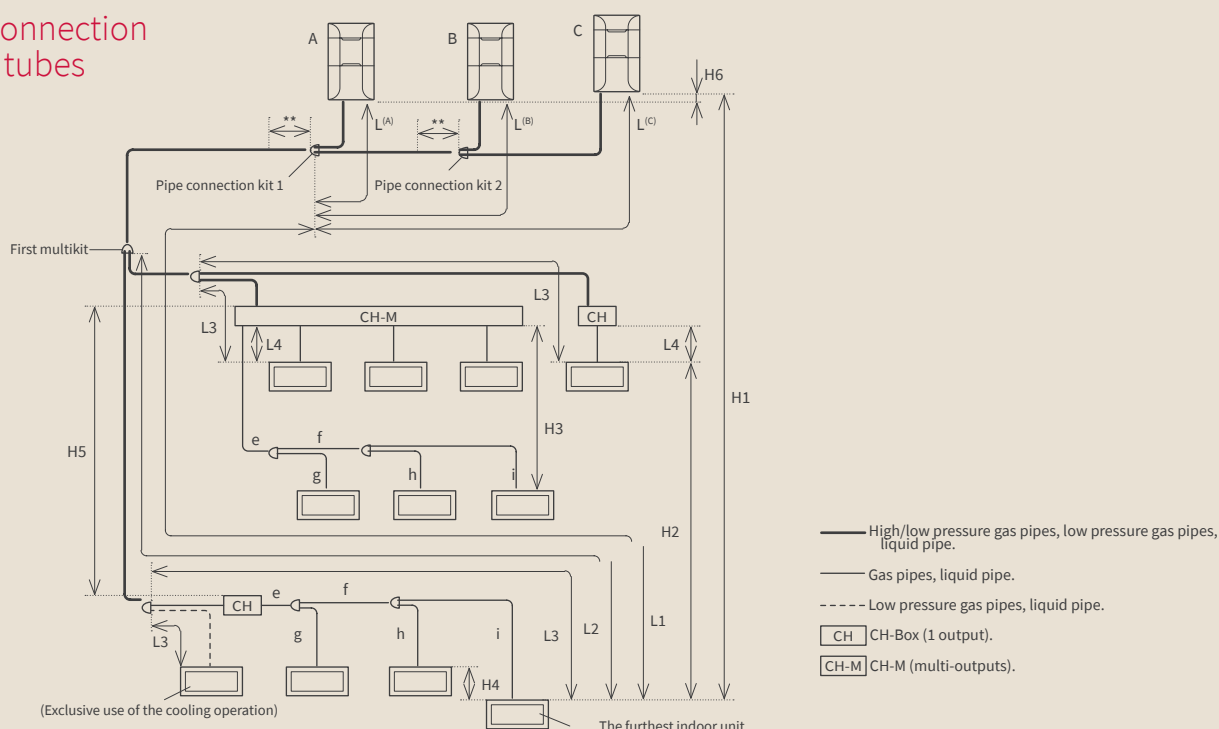 onnection
tubes
A
B
C
H6
**
L(A)
**
L(B)
L(C)
Pipe connection kit 1
Pipe connection kit 2
First multikit
L3
L3
CH-M
CH
L4
L4
H1
H5
e
f
H3
g
h
i
H2
CH
e
f
L3
g
h
i
L3
L2
L1
H4
(Exclusive use of the cooling operation)
The furthest indoor unit
High/low pressure gas pipes, low pressure gas pipes,
liquid pipe.
Gas pipes, liquid pipe.
Low pressure gas pipes, liquid pipe.
CH CH-Box (1 output).
CH-M CH-M (multi-outputs).